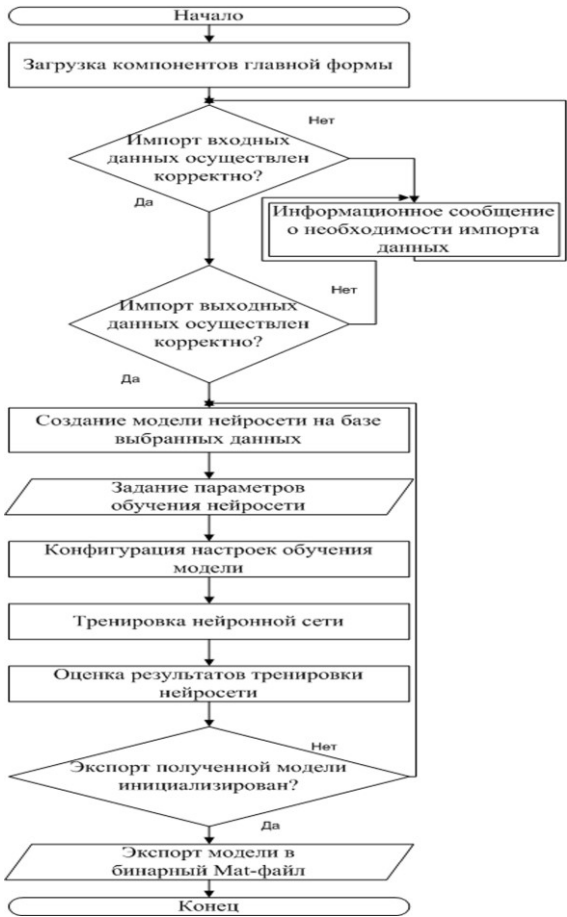 Начало
Загрузка компонентов главной формы
Нет
Импорт входных
данных осуществлен
корректно?
Да
Информационное сообщение
о необходимости импорта
данных
Импорт выходных
данных осуществлен
корректно?
Нет
Да
Создание модели нейросети на базе
выбранных данных
Задание параметров
обучения нейросети
Конфигурация настроек обучения
модели
Тренировка нейронной сети
Оценка результатов тренировки
нейросети
Нет
Экспорт полученной модели
инициализирован?
Да
Экспорт модели в
бинарный Mat-файл
Конец